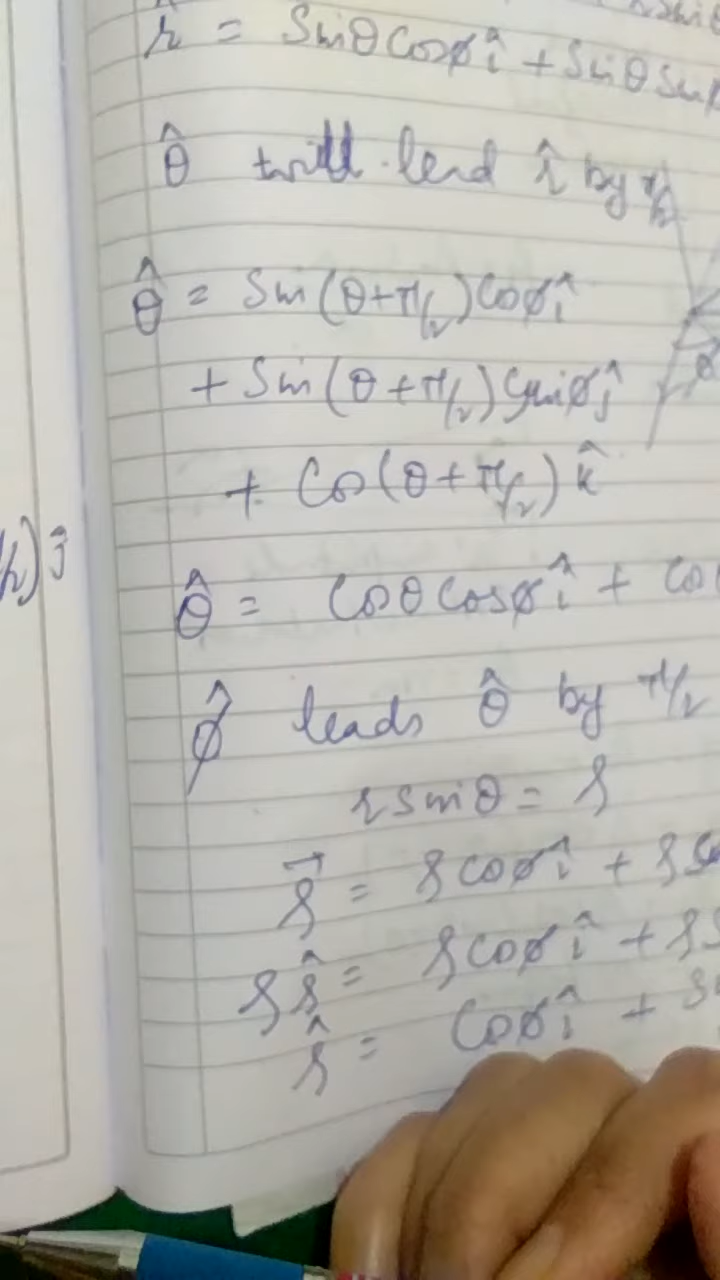 r̂ = Sinθ Cosφ î + Sinθ Sinφ
θ̂ will lead r̂ by π/2
θ̂ = Sin(θ+π/2) Cosφ î
+ Sin(θ+π/2) Sinφ ĵ
+ Cos(θ+π/2) k̂
θ̂ = Cosθ Cosφ î + Co
φ̂ leads θ̂ by π/2
r sinθ = ρ
ρ⃗ = ρ Cosφ î + ρ S
ρ ρ̂ = ρ Cosφ î + ρ S
ρ̂ = Cosφ î + S